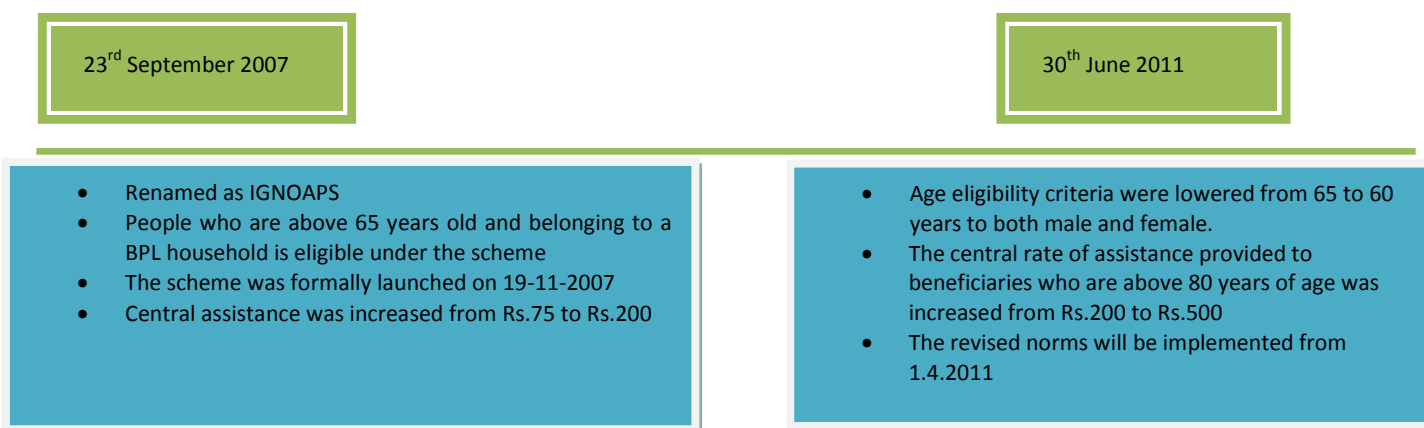 23rd September 2007
30th June 2011
• Renamed as IGNOAPS
• People who are above 65 years old and belonging to a
BPL household is eligible under the scheme
• The scheme was formally launched on 19-11-2007
• Central assistance was increased from Rs.75 to Rs.200
• Age eligibility criteria were lowered from 65 to 60
years to both male and female.
• The central rate of assistance provided to
beneficiaries who are above 80 years of age was
increased from Rs.200 to Rs.500
• The revised norms will be implemented from
1.4.2011